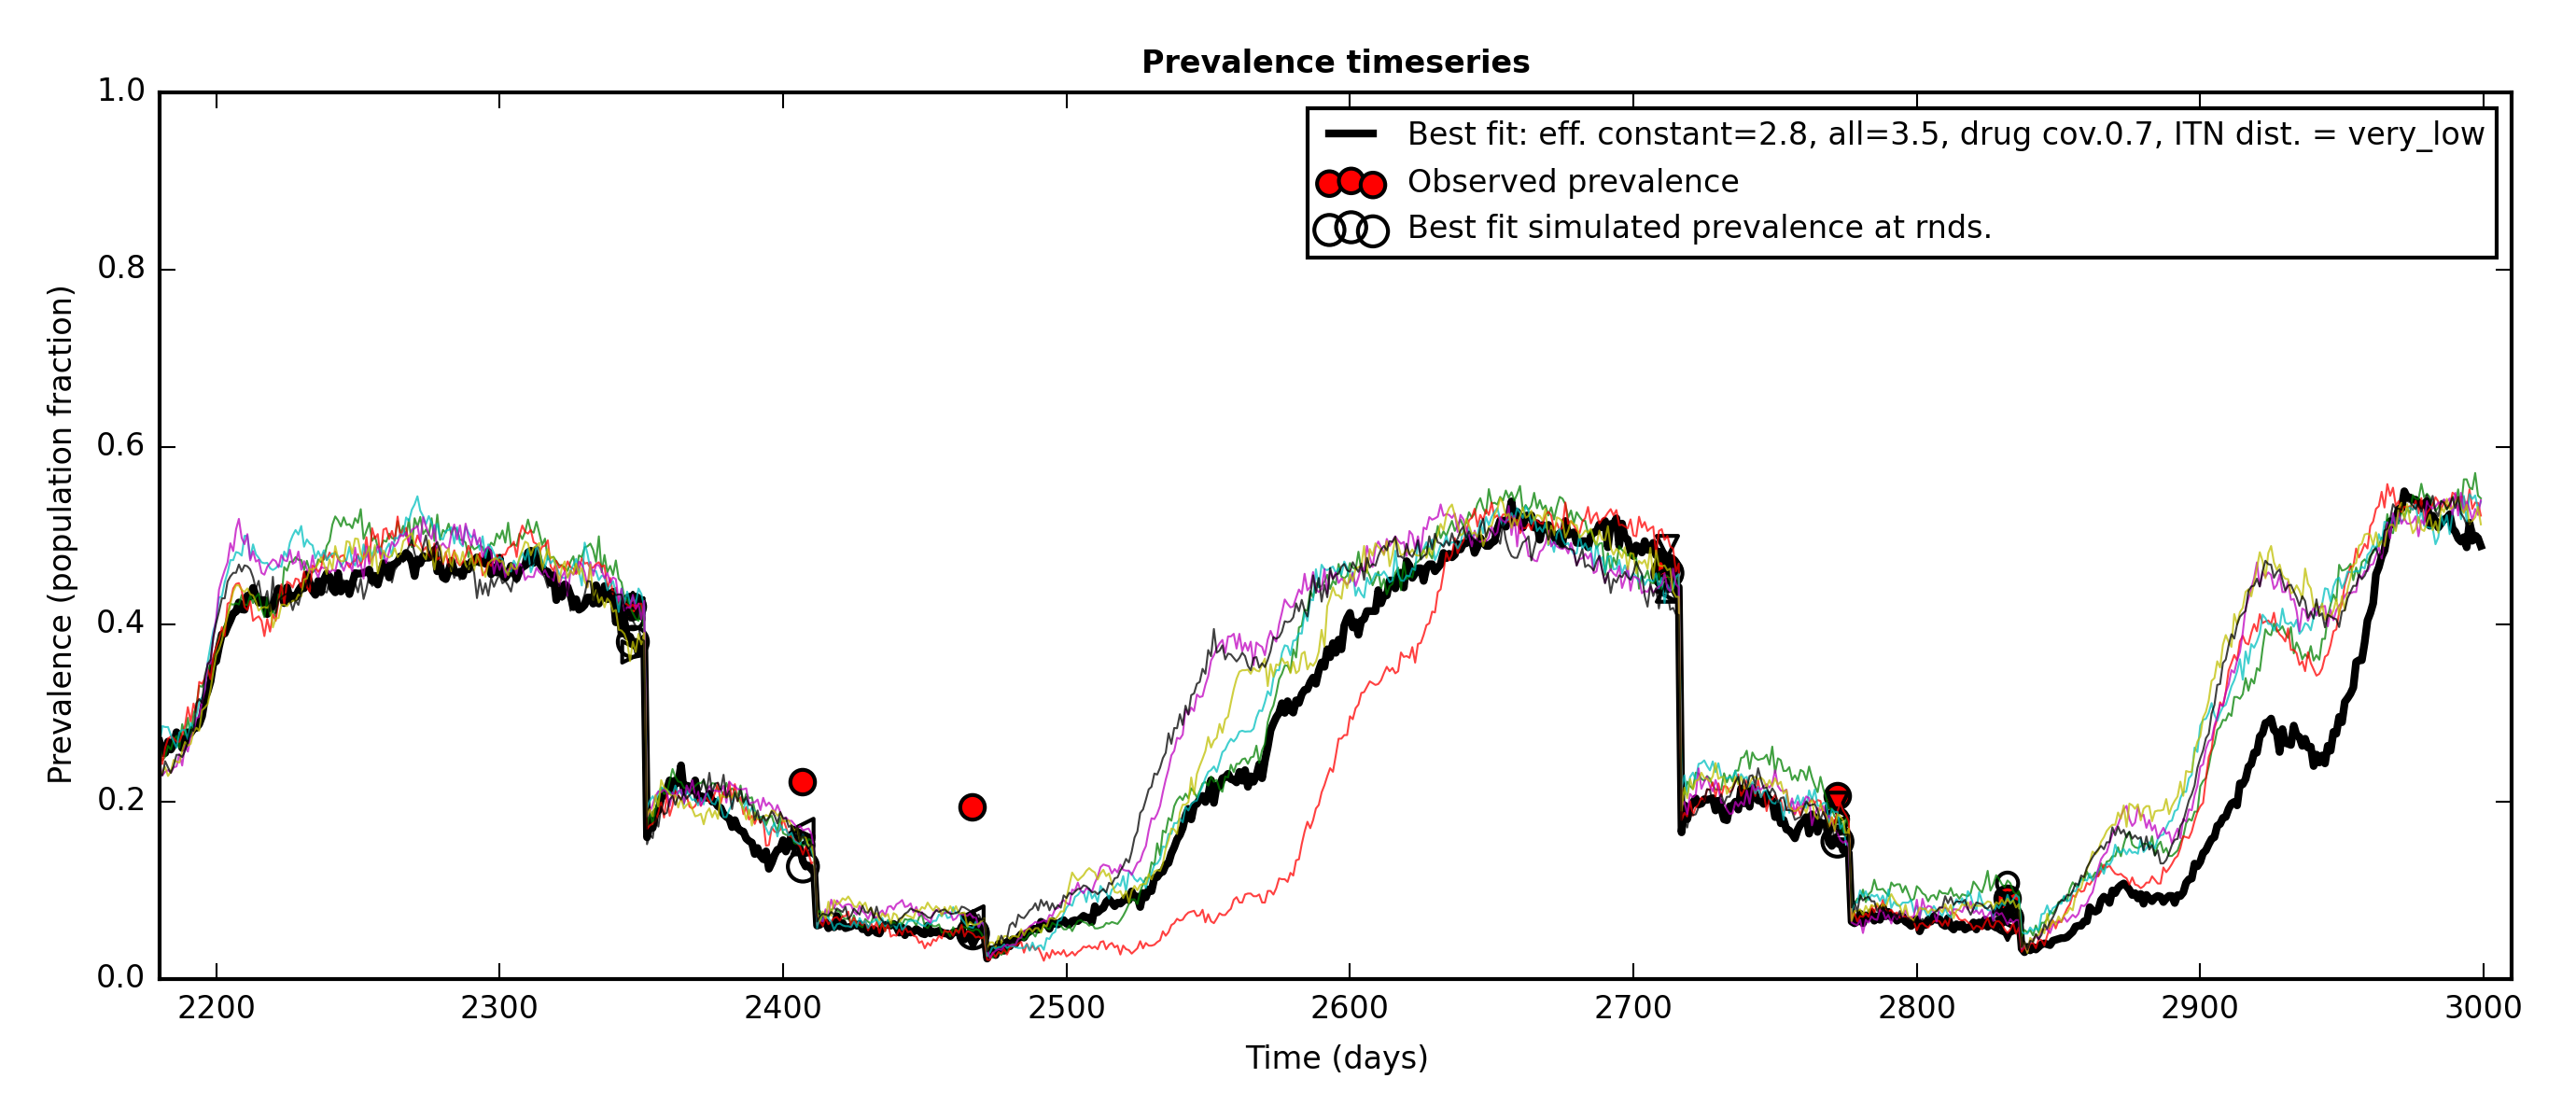 Prevalence timeseries
Best fit: eff. constant=2.8, all=3.5, drug cov.0.7, ITN dist. = very_low
Observed prevalence
Best fit simulated prevalence at rnds.
Prevalence (population fraction)
1.0
0.8
0.6
0.4
0.2
0.0
2200 2300 2400 2500 2600 2700 2800 2900 3000
Time (days)